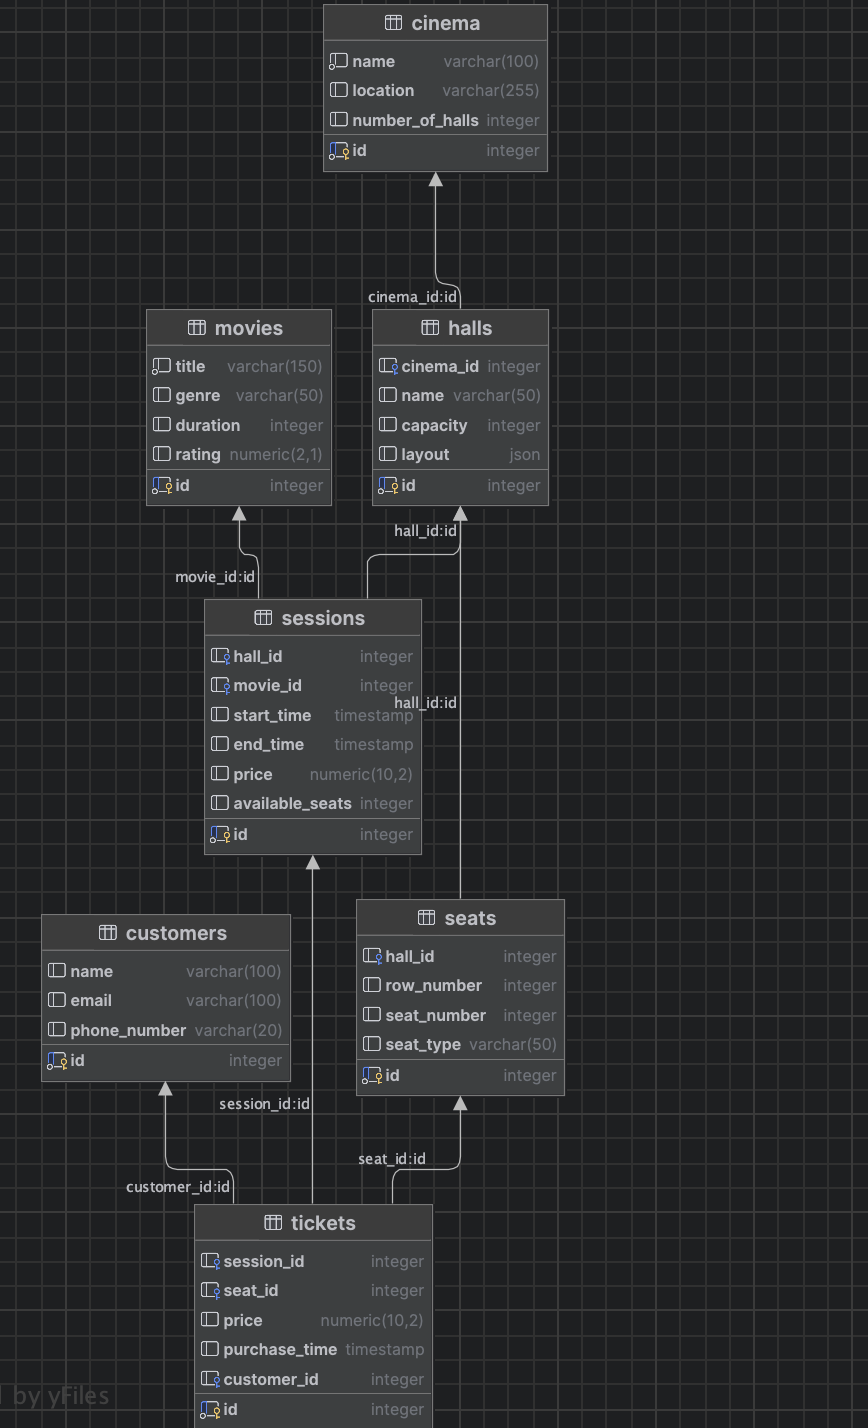 cinema
name varchar(100)
location varchar(255)
number_of_halls integer
id integer
cinema_id:id
movies
title varchar(150)
genre varchar(50)
duration integer
rating numeric(2,1)
id integer
halls
cinema_id integer
name varchar(50)
capacity integer
layout json
id integer
hall_id:id
movie_id:id
sessions
hall_id integer
movie_id integer
start_time timestamp
end_time timestamp
price numeric(10,2)
available_seats integer
id integer
hall_id:id
customers
name varchar(100)
email varchar(100)
phone_number varchar(20)
id integer
seats
hall_id integer
row_number integer
seat_number integer
seat_type varchar(50)
id integer
session_id:id
seat_id:id
customer_id:id
tickets
session_id integer
seat_id integer
price numeric(10,2)
purchase_time timestamp
customer_id integer
id integer
by yFiles